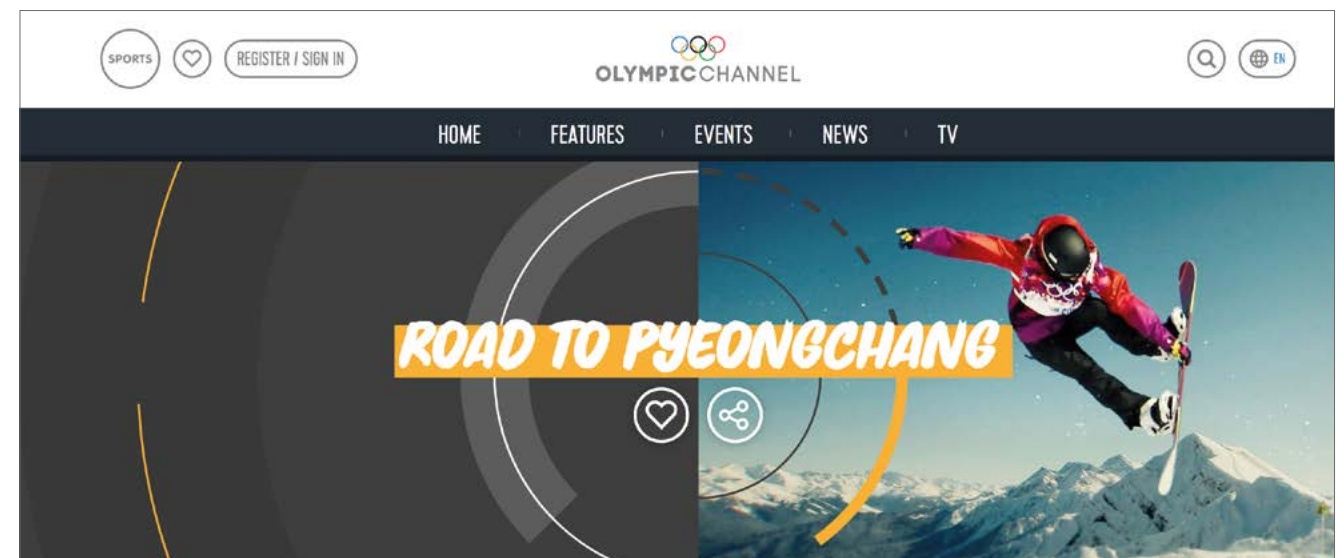 SPORTS
REGISTER / SIGN IN
OLYMPICCHANNEL
EN
HOME
FEATURES
EVENTS
NEWS
TV
ROAD TO PYEONGCHANG